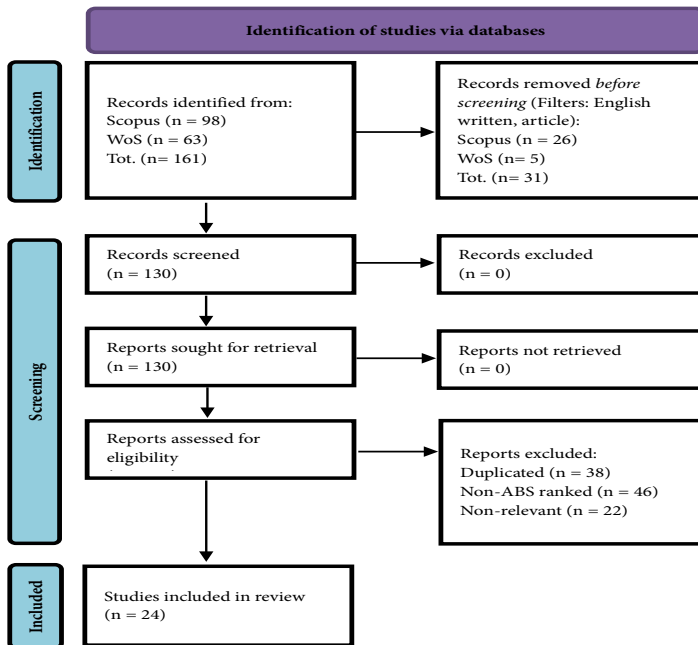 Identification of studies via databases
Identification
Records identified from:
Scopus (n = 98)
WoS (n = 63)
Tot. (n= 161)
Records removed before
screening (Filters: English
written, article):
Scopus (n = 26)
WoS (n= 5)
Tot. (n= 31)
Screening
Records screened
(n = 130)
Records excluded
(n = 0)
Reports sought for retrieval
(n = 130)
Reports not retrieved
(n = 0)
Reports assessed for
eligibility
Reports excluded:
Duplicated (n = 38)
Non-ABS ranked (n = 46)
Non-relevant (n = 22)
Included
Studies included in review
(n = 24)